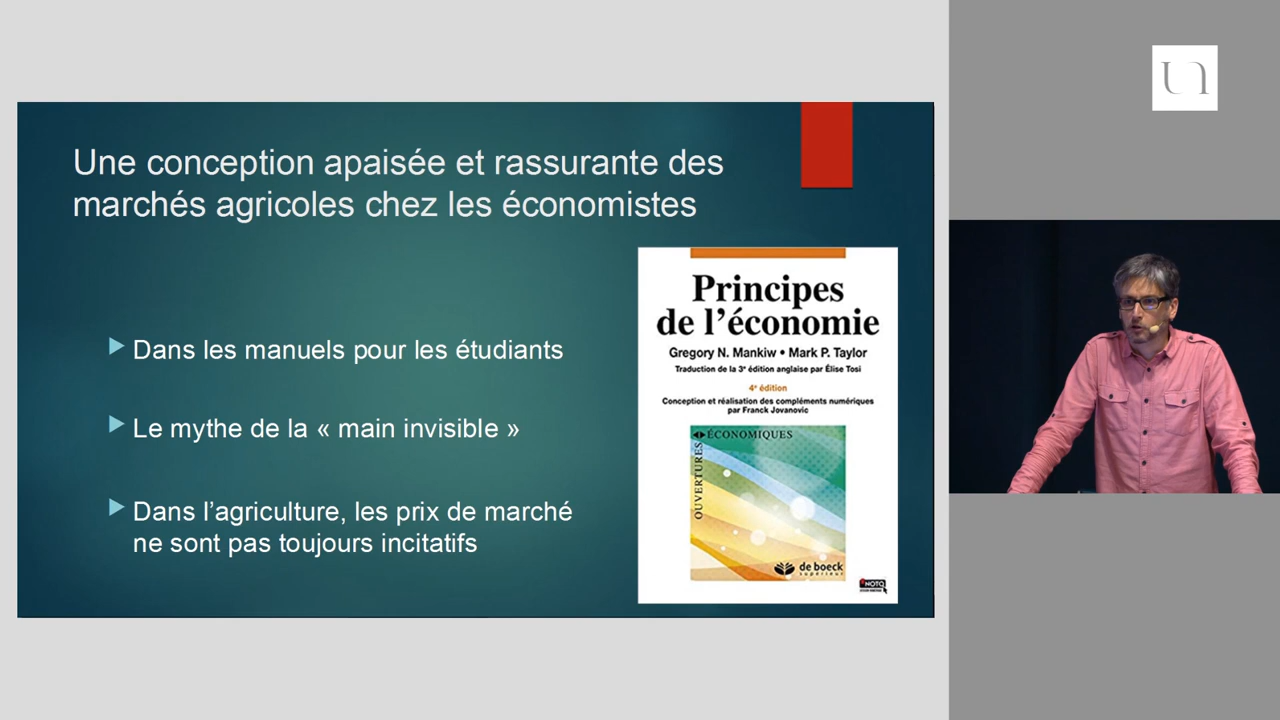 Une conception apaisée et rassurante des
marchés agricoles chez les économistes
Dans les manuels pour les étudiants
Le mythe de la « main invisible »
Dans l’agriculture, les prix de marché
ne sont pas toujours incitatifs
Principes
de l’économie
Gregory N. Mankiw • Mark P. Taylor
Traduction de la 3e édition anglaise par Élise Tosi
4e édition
Conception et réalisation des compléments numériques
par Franck Jovanovic
OUVERTURES
ÉCONOMIQUES
de boeck
supérieur
NOTO